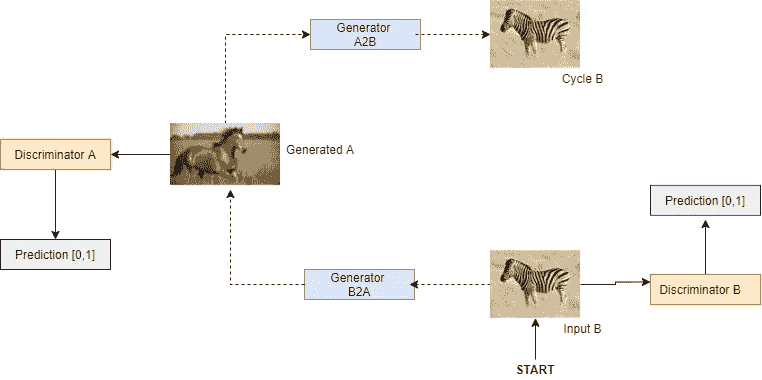 Generator
A2B
Cycle B
Generated A
Discriminator A
Prediction [0,1]
Prediction [0,1]
Generator
B2A
Discriminator B
Input B
START